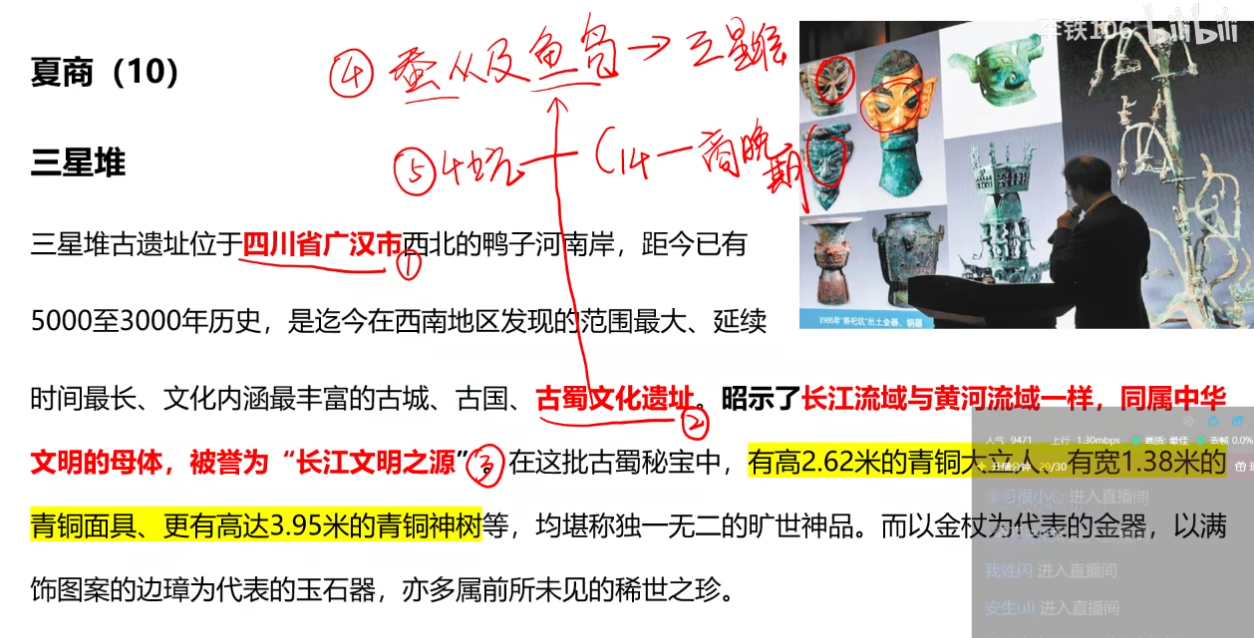 李铁106 bilibili
夏商（10）
④ 蚕从及鱼凫→三星堆
三星堆
⑤4坑—（14—商晚期）
三星堆古遗址位于四川省广汉市西北的鸭子河南岸，距今已有
①
5000至3000年历史，是迄今在西南地区发现的范围最大、延续
1986年“祭祀坑”出土金器、铜器
时间最长、文化内涵最丰富的古城、古国、古蜀文化遗址。昭示了长江流域与黄河流域一样，同属中华
②
文明的母体，被誉为“长江文明之源”。在这批古蜀秘宝中，有高2.62米的青铜大立人、有宽1.38米的
③
青铜面具、更有高达3.95米的青铜神树等，均堪称独一无二的旷世神品。而以金杖为代表的金器，以满
饰图案的边璋为代表的玉石器，亦多属前所未见的稀世之珍。
人气 9471 上行 1.30mbps 画质: 最佳 丢帧 0.0%
29/30
进入直播间
我姓闪 进入直播间
安生uli 进入直播间